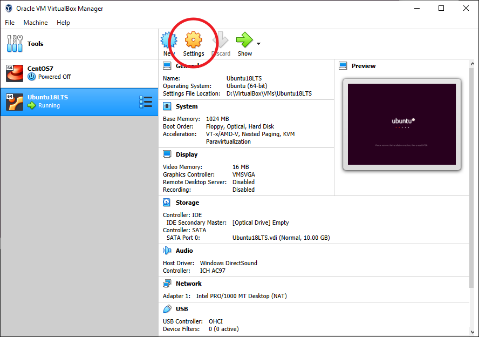 Oracle VM VirtualBox Manager
File Machine Help
Tools
New Settings Discard Show
64
CentOS7
Powered Off
64
Ubuntu18LTS
Running
General
Name: Ubuntu18LTS
Operating System: Ubuntu (64-bit)
Settings File Location: D:\VirtualBox\VMs\Ubuntu18LTS
System
Base Memory: 1024 MB
Boot Order: Floppy, Optical, Hard Disk
Acceleration: VT-x/AMD-V, Nested Paging, KVM
Paravirtualization
Display
Video Memory: 16 MB
Graphics Controller: VMSVGA
Remote Desktop Server: Disabled
Recording: Disabled
Storage
Controller: IDE
IDE Secondary Master: [Optical Drive] Empty
Controller: SATA
SATA Port 0: Ubuntu18LTS.vdi (Normal, 10.00 GB)
Audio
Host Driver: Windows DirectSound
Controller: ICH AC97
Network
Adapter 1: Intel PRO/1000 MT Desktop (NAT)
USB
USB Controller: OHCI
Device Filters: 0 (0 active)
Preview
ubuntu